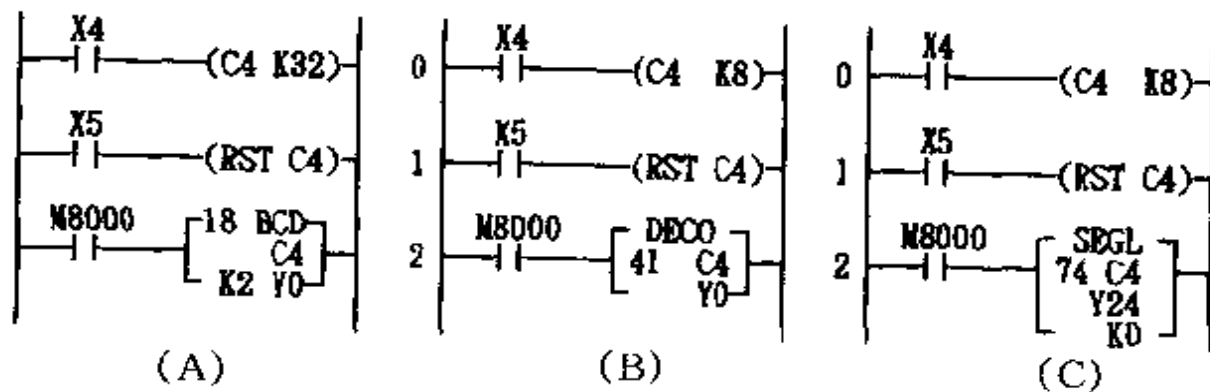 X4
(C4 K32)
X5
(RST C4)
M8000
18 BCD
C4
K2 Y0
(A)
X4
0
(C4 K8)
X5
1
(RST C4)
M8000
DECO
2
41 C4
Y0
(B)
X4
0
(C4 K8)
X5
1
(RST C4)
M8000
SEGL
2
74 C4
Y24
K0
(C)